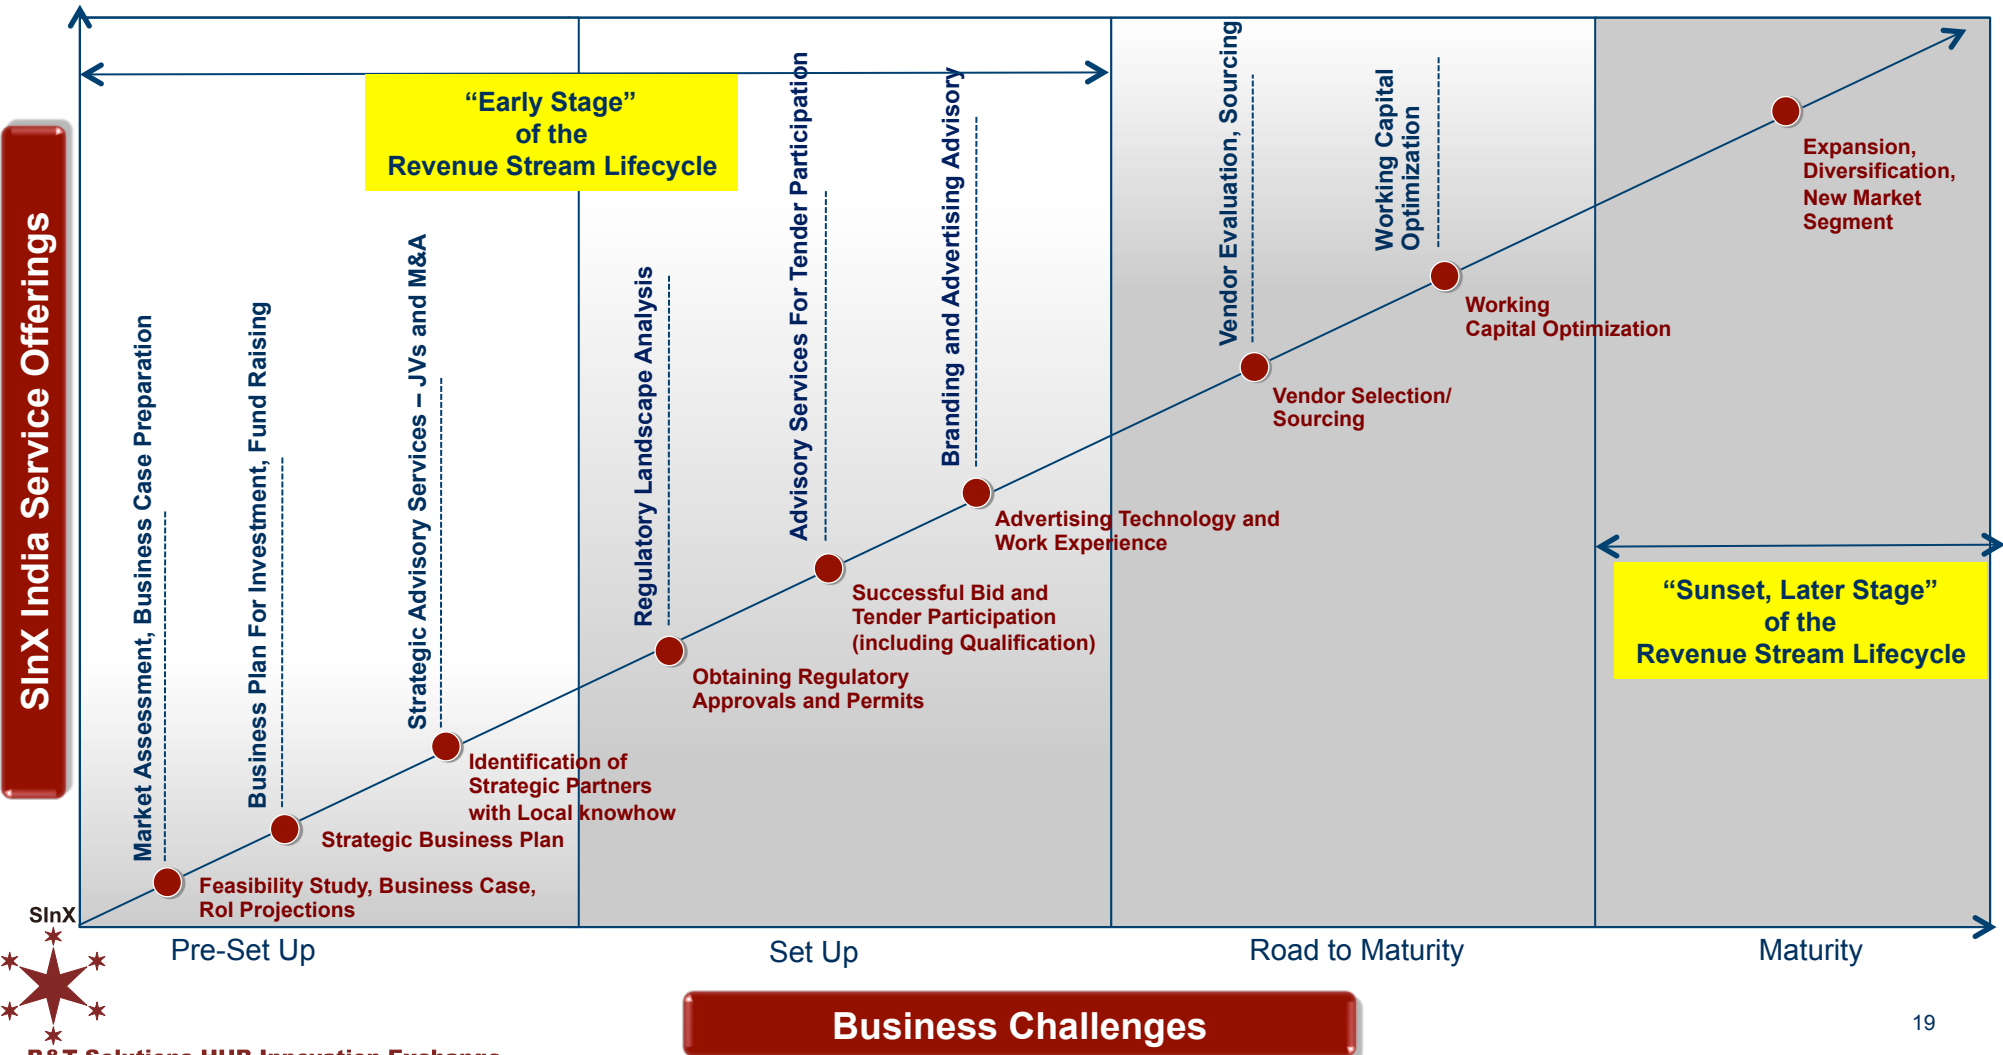 “Early Stage”
of the
Revenue Stream Lifecycle
SInX India Service Offerings
Market Assessment, Business Case Preparation
Business Plan For Investment, Fund Raising
Strategic Advisory Services – JVs and M&A
Regulatory Landscape Analysis
Advisory Services For Tender Participation
Branding and Advertising Advisory
Vendor Evaluation, Sourcing
Working Capital
Optimization
Expansion,
Diversification,
New Market
Segment
Working
Capital Optimization
Vendor Selection/
Sourcing
Advertising Technology and
Work Experience
Successful Bid and
Tender Participation
(including Qualification)
Obtaining Regulatory
Approvals and Permits
Identification of
Strategic Partners
with Local knowhow
Strategic Business Plan
Feasibility Study, Business Case,
RoI Projections
“Sunset, Later Stage”
of the
Revenue Stream Lifecycle
SInX
Pre-Set Up
Set Up
Road to Maturity
Maturity
Business Challenges
19
Solutions HUB Innovation Exchange